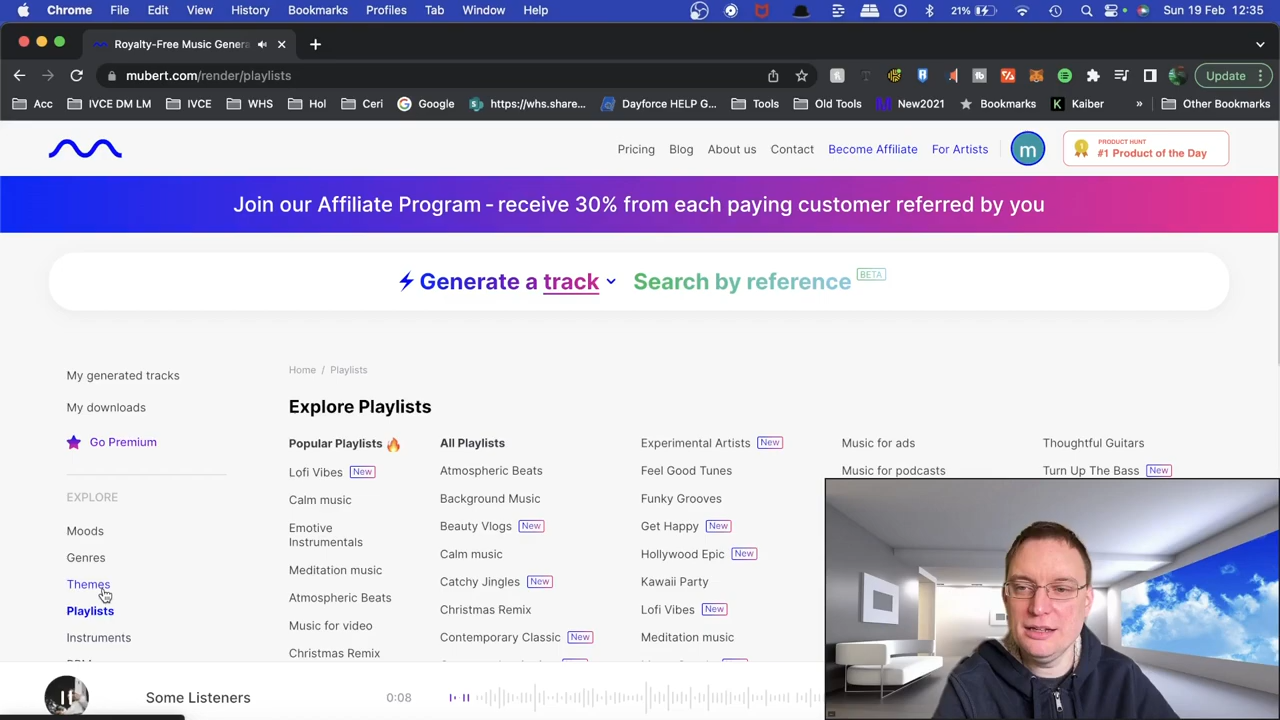 Chrome File Edit View History Bookmarks Profiles Tab Window Help 21% Sun 19 Feb 12:35
Royalty-Free Music Genera
mubert.com/render/playlists Update
Acc IVCE DM LM IVCE WHS Hol Ceri Google https://whs.share... Dayforce HELP G... Tools Old Tools New2021 Bookmarks Kaiber » Other Bookmarks
Pricing Blog About us Contact Become Affiliate For Artists m PRODUCT HUNT
#1 Product of the Day
Join our Affiliate Program - receive 30% from each paying customer referred by you
Generate a track Search by reference BETA
My generated tracks
My downloads
Go Premium
EXPLORE
Moods
Genres
Themes
Playlists
Instruments
Home / Playlists
Explore Playlists
Popular Playlists
Lofi Vibes New
Calm music
Emotive
Instrumentals
Meditation music
Atmospheric Beats
Music for video
Christmas Remix
All Playlists
Atmospheric Beats
Background Music
Beauty Vlogs New
Calm music
Catchy Jingles New
Christmas Remix
Contemporary Classic New
Experimental Artists New
Feel Good Tunes
Funky Grooves
Get Happy New
Hollywood Epic New
Kawaii Party
Lofi Vibes New
Meditation music
Music for ads
Music for podcasts
Thoughtful Guitars
Turn Up The Bass New
Some Listeners 0:08